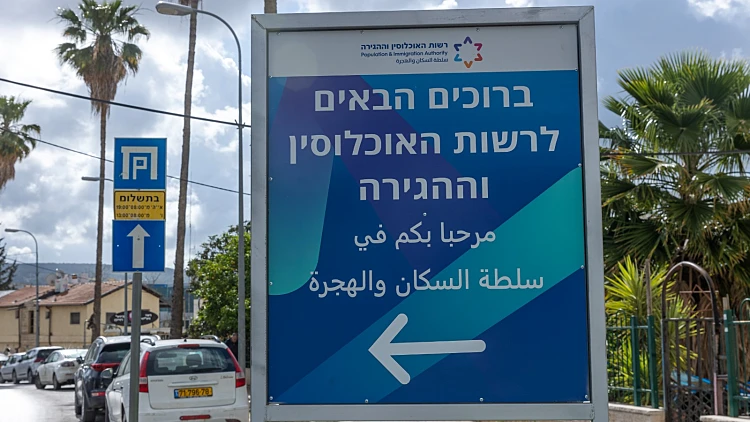 רשות האוכלוסין וההגירה
Population & Immigration Authority
سلطة السكان والهجرة
ברוכים הבאים
לרשות האוכלוסין
וההגירה
مرحبا بكم في
سلطة السكان والهجرة
בתשלום